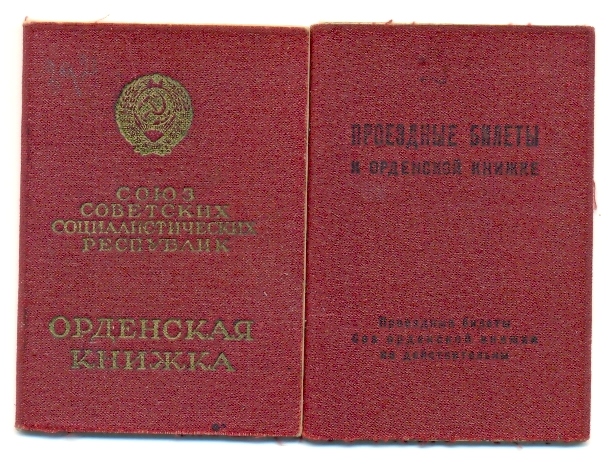 СОЮЗ
СОВЕТСКИХ
СОЦИАЛИСТИЧЕСКИХ
РЕСПУБЛИК
ОРДЕНСКАЯ
КНИЖКА
ПРОЕЗДНЫЕ БИЛЕТЫ
К ОРДЕНСКОЙ КНИЖКЕ
Проездные билеты
без орденской книжки
не действительны